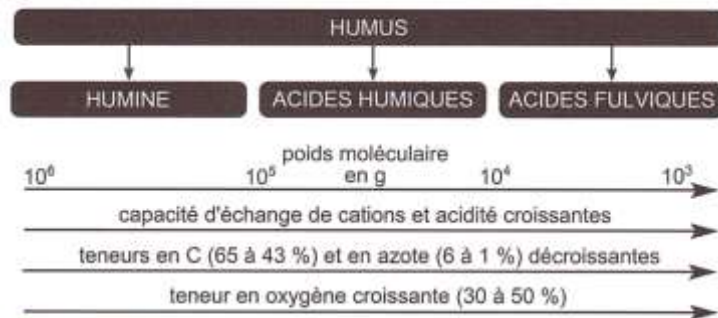 HUMUS
HUMINE ACIDES HUMIQUES ACIDES FULVIQUES
poids moléculaire
10⁶ 10⁵ en g 10⁴ 10³
capacité d'échange de cations et acidité croissantes
teneurs en C (65 à 43 %) et en azote (6 à 1 %) décroissantes
teneur en oxygène croissante (30 à 50 %)